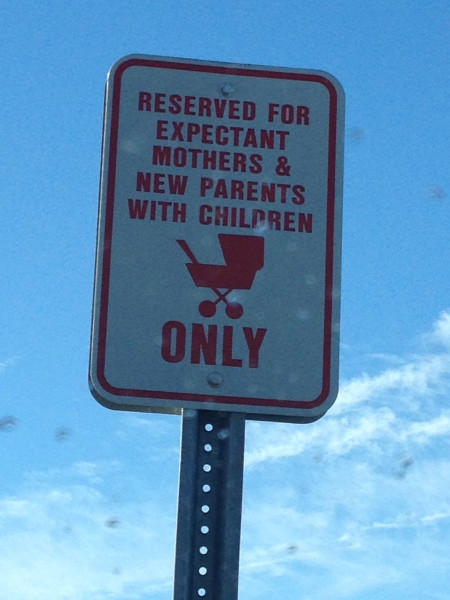 RESERVED FOR
EXPECTANT
MOTHERS &
NEW PARENTS
WITH CHILDREN
ONLY